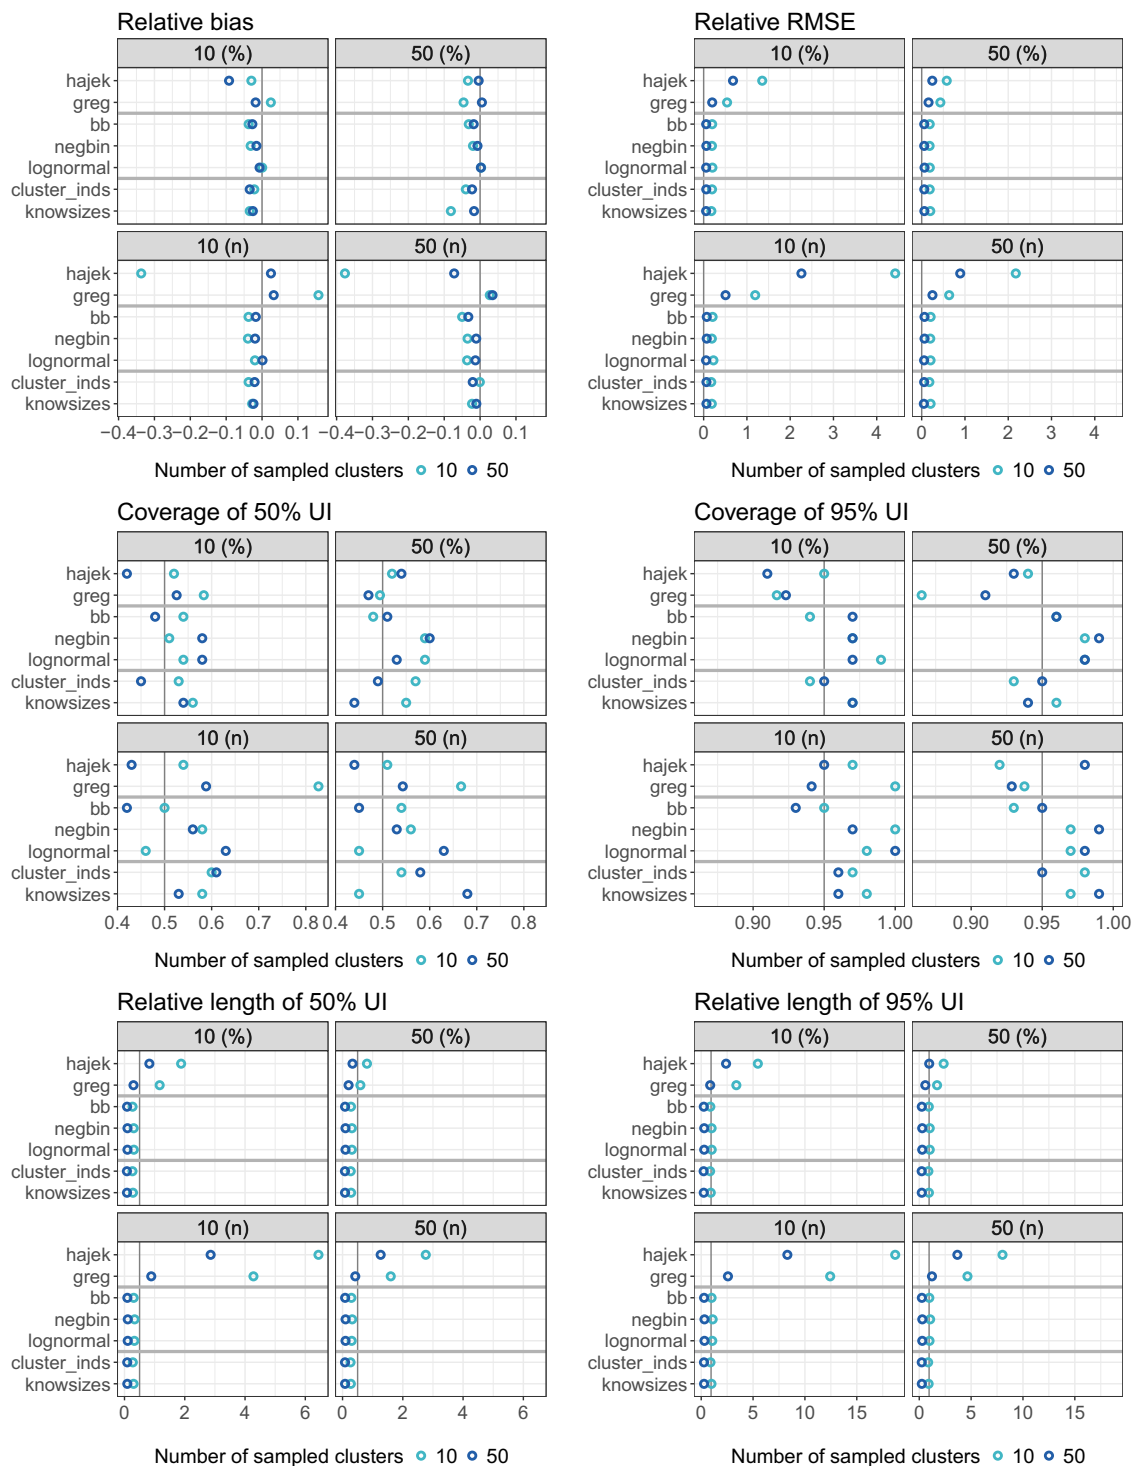 Relative bias
10 (%) 50 (%)
hajek
greg
bb
negbin
lognormal
cluster_inds
knowsizes
10 (n) 50 (n)
hajek
greg
bb
negbin
lognormal
cluster_inds
knowsizes
−0.4 −0.3 −0.2 −0.1 0.0 0.1 −0.4 −0.3 −0.2 −0.1 0.0 0.1
Number of sampled clusters 10 50
Relative RMSE
10 (%) 50 (%)
hajek
greg
bb
negbin
lognormal
cluster_inds
knowsizes
10 (n) 50 (n)
hajek
greg
bb
negbin
lognormal
cluster_inds
knowsizes
0 1 2 3 4 0 1 2 3 4
Number of sampled clusters 10 50
Coverage of 50% UI
10 (%) 50 (%)
hajek
greg
bb
negbin
lognormal
cluster_inds
knowsizes
10 (n) 50 (n)
hajek
greg
bb
negbin
lognormal
cluster_inds
knowsizes
0.4 0.5 0.6 0.7 0.8 0.4 0.5 0.6 0.7 0.8
Number of sampled clusters 10 50
Coverage of 95% UI
10 (%) 50 (%)
hajek
greg
bb
negbin
lognormal
cluster_inds
knowsizes
10 (n) 50 (n)
hajek
greg
bb
negbin
lognormal
cluster_inds
knowsizes
0.90 0.95 1.00 0.90 0.95 1.00
Number of sampled clusters 10 50
Relative length of 50% UI
10 (%) 50 (%)
hajek
greg
bb
negbin
lognormal
cluster_inds
knowsizes
10 (n) 50 (n)
hajek
greg
bb
negbin
lognormal
cluster_inds
knowsizes
0 2 4 6 0 2 4 6
Number of sampled clusters 10 50
Relative length of 95% UI
10 (%) 50 (%)
hajek
greg
bb
negbin
lognormal
cluster_inds
knowsizes
10 (n) 50 (n)
hajek
greg
bb
negbin
lognormal
cluster_inds
knowsizes
0 5 10 15 0 5 10 15
Number of sampled clusters 10 50